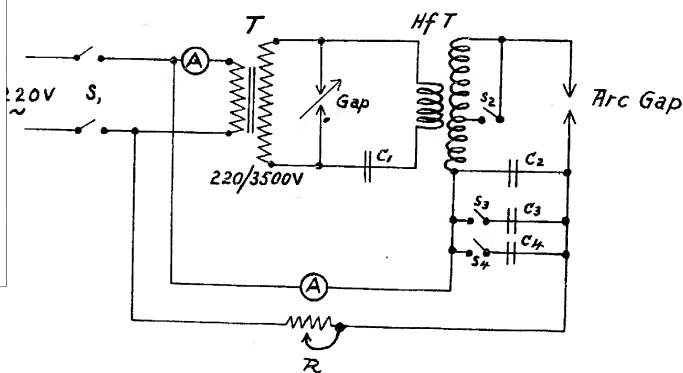 T
HfT
A
220V
~
S1
Gap
S2
Arc Gap
C1
220/3500V
C2
S3
C3
C4
S4
A
R